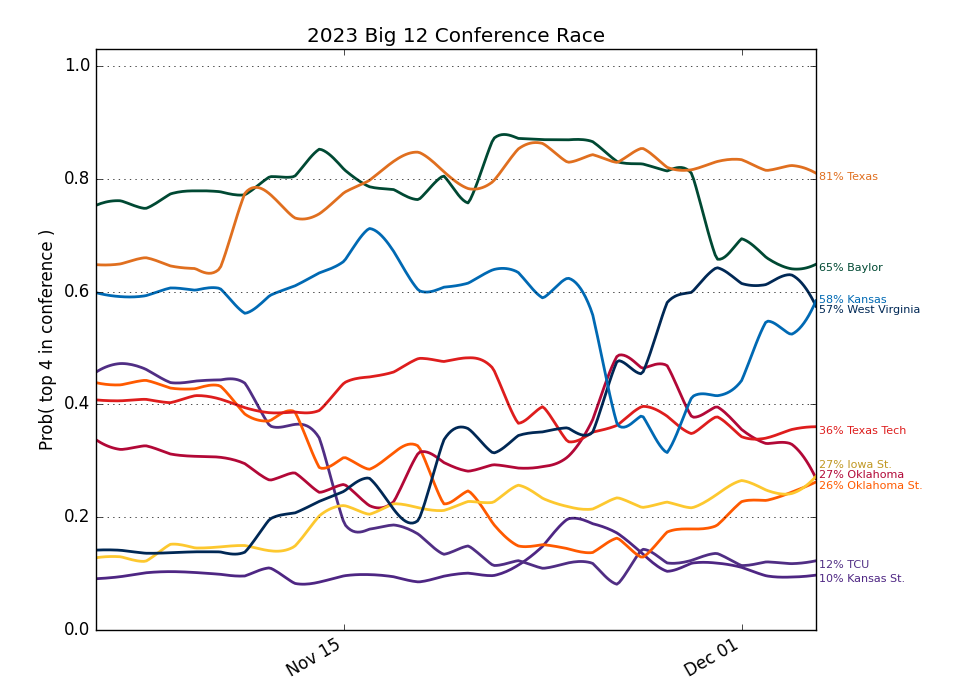 2023 Big 12 Conference Race
Prob( top 4 in conference )
1.0
0.8
0.6
0.4
0.2
0.0
Nov 15
Dec 01
81% Texas
65% Baylor
58% Kansas
57% West Virginia
36% Texas Tech
27% Iowa St.
27% Oklahoma
26% Oklahoma St.
12% TCU
10% Kansas St.